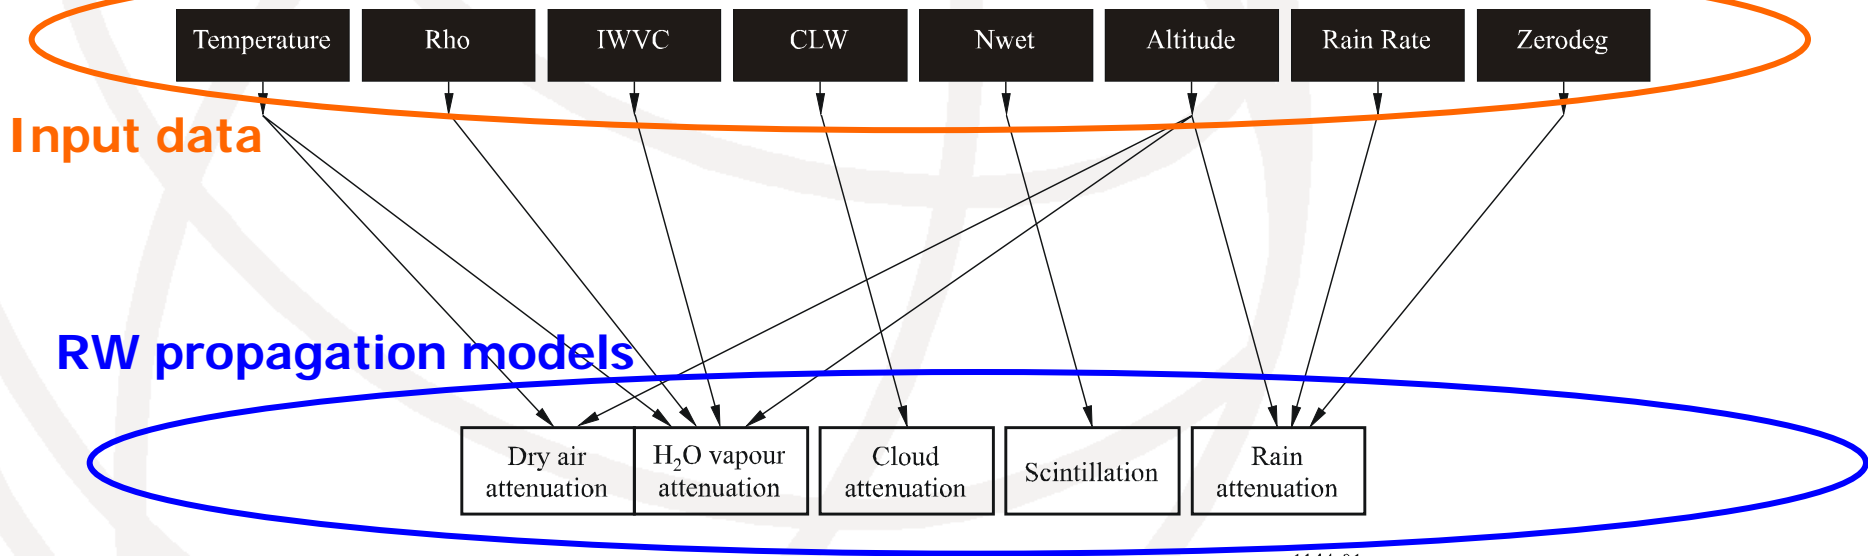 Temperature
Rho
IWVC
CLW
Nwet
Altitude
Rain Rate
Zerodeg
Input data
RW propagation models
Dry air
attenuation
H₂O vapour
attenuation
Cloud
attenuation
Scintillation
Rain
attenuation